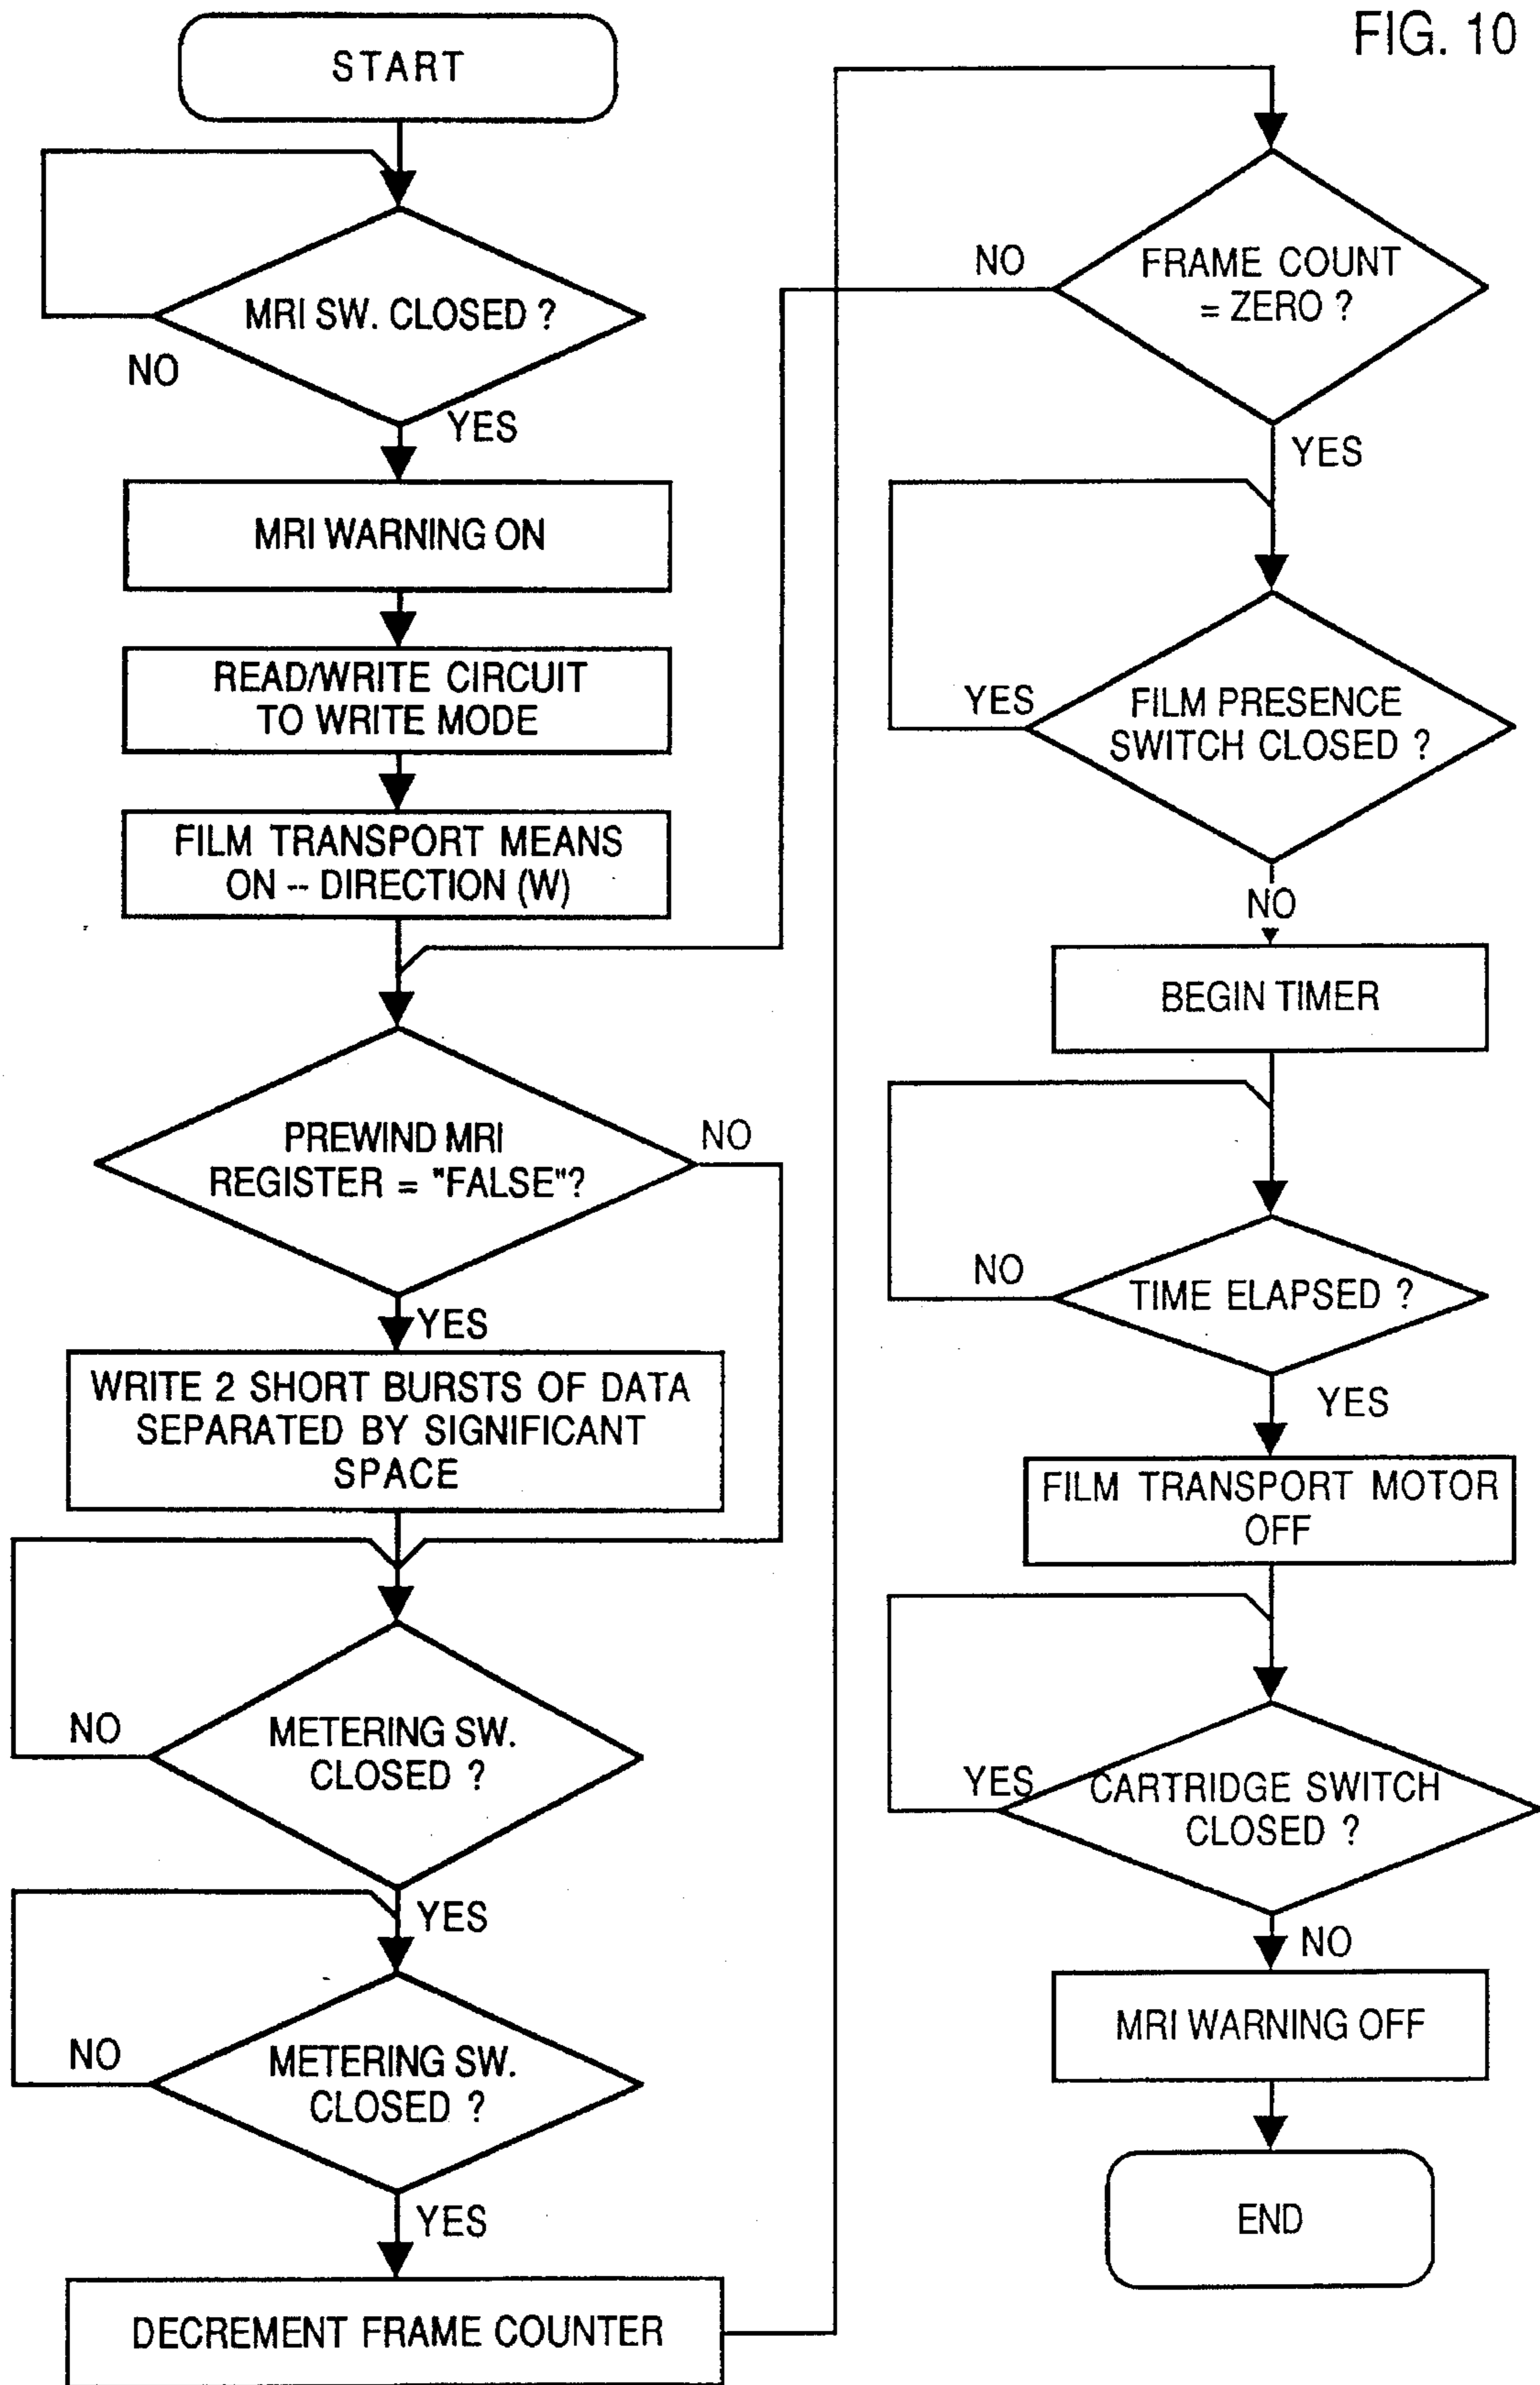 FIG. 10
START
MRI SW. CLOSED ?
NO
YES
MRI WARNING ON
READ/WRITE CIRCUIT
TO WRITE MODE
FILM TRANSPORT MEANS
ON -- DIRECTION (W)
PREWIND MRI
REGISTER = "FALSE"?
NO
YES
WRITE 2 SHORT BURSTS OF DATA
SEPARATED BY SIGNIFICANT
SPACE
METERING SW.
CLOSED ?
NO
YES
METERING SW.
CLOSED ?
NO
YES
DECREMENT FRAME COUNTER
FRAME COUNT
= ZERO ?
NO
YES
FILM PRESENCE
SWITCH CLOSED ?
YES
NO
BEGIN TIMER
TIME ELAPSED ?
NO
YES
FILM TRANSPORT MOTOR
OFF
CARTRIDGE SWITCH
CLOSED ?
YES
NO
MRI WARNING OFF
END